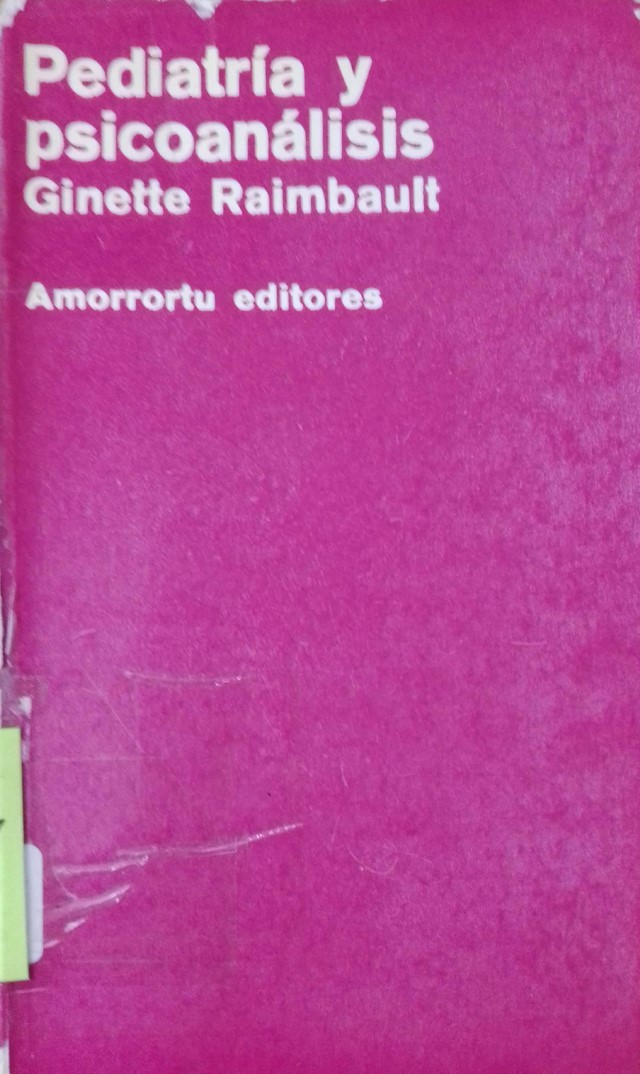 Pediatría y
psicoanálisis
Ginette Raimbault
Amorrortu editores